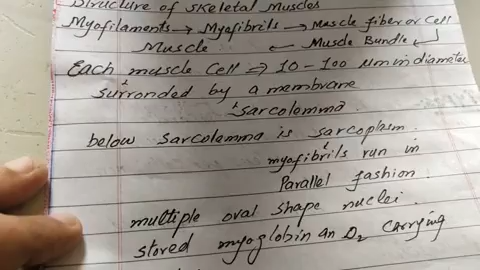 Structure of Skeletal Muscles
Myofilaments → Myofibrils → Muscle fiber or Cell
Muscle ← Muscle Bundle ←
Each muscle Cell ⇒ 10-100 μm in diameter
surronded by a membrane
↳ Sarcolemma.
below Sarcolemma is sarcoplasm.
myofibrils run in
Parallel fashion.
multiple oval shape nuclei.
stored myoglobin an O2 carrying